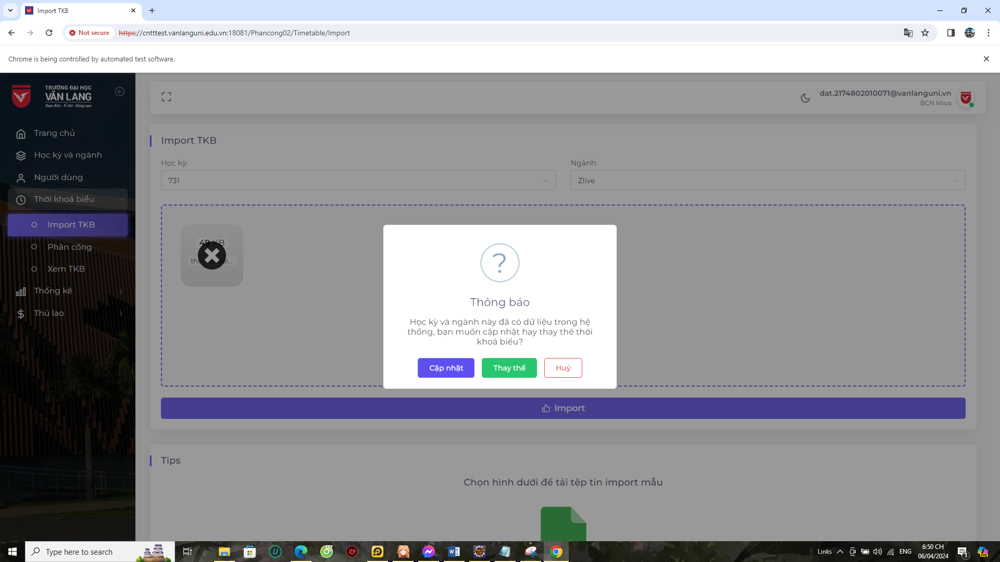 Import TKB
Not secure
https://cntttest.vanlanguni.edu.vn:18081/Phancong02/Timetable/Import
Chrome is being controlled by automated test software.
TRƯỜNG ĐẠI HỌC
VĂN LANG
Đạo đức - Ý chí - Sáng tạo
dat.2174802010071@vanlanguni.vn
BCN khoa
Trang chủ
Học kỳ và ngành
Người dùng
Thời khoá biểu
Import TKB
Phân công
Xem TKB
Thống kê
Thù lao
Import TKB
Học kỳ:
Ngành:
731
Zlive
49 KB
Thông báo
Học kỳ và ngành này đã có dữ liệu trong hệ
thống, bạn muốn cập nhật hay thay thế thời
khoá biểu?
Cập nhật
Thay thế
Huỷ
Import
Tips
Chọn hình dưới để tải tệp tin import mẫu
Type here to search
Links
ENG
6:50 CH
06/04/2024
1